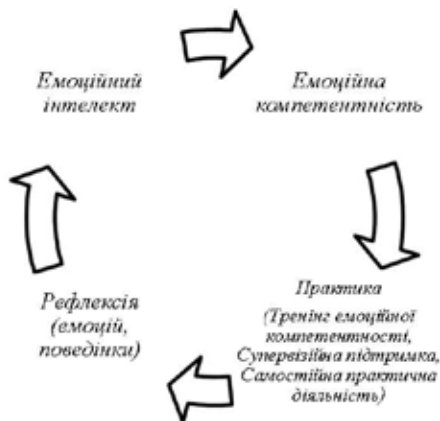 Емоційний
інтелект
Емоційна
компетентність
Практика
(Тренінг емоційної
компетентності,
Супервізійна підтримка,
Самостійна практична
діяльність)
Рефлексія
(емоцій,
поведінки)